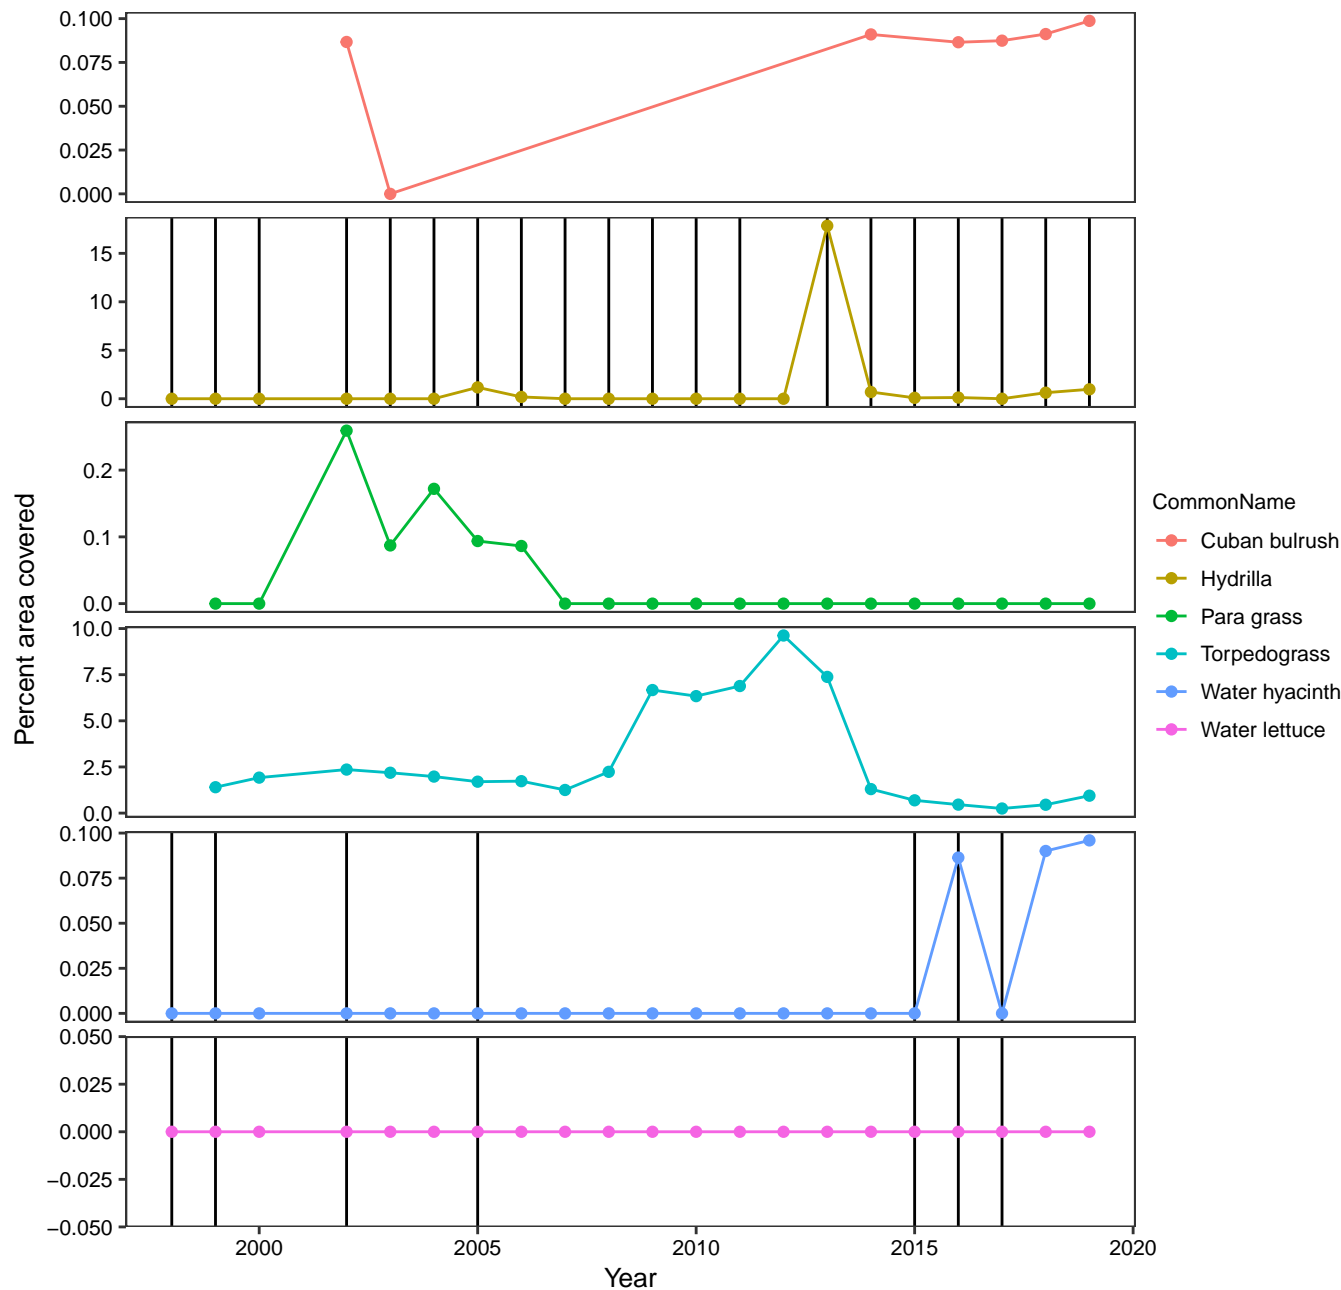 0.100
0.075
0.050
0.025
0.000
15
10
5
0
0.2
0.1
0.0
10.0
7.5
5.0
2.5
0.0
0.100
0.075
0.050
0.025
0.000
0.050
0.025
0.000
−0.025
−0.050
2000 2005 2010 2015 2020
Year
Percent area covered
CommonName
Cuban bulrush
Hydrilla
Para grass
Torpedograss
Water hyacinth
Water lettuce